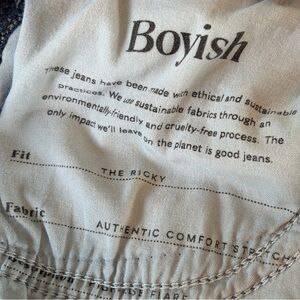 Boyish
These jeans have been made with ethical and sustainable
practices. We use sustainable fabrics through an
environmentally-friendly and cruelty-free process. The
only impact we'll leave on the planet is good jeans.
Fit
THE RICKY
Fabric
AUTHENTIC COMFORT STRETCH
FLARE